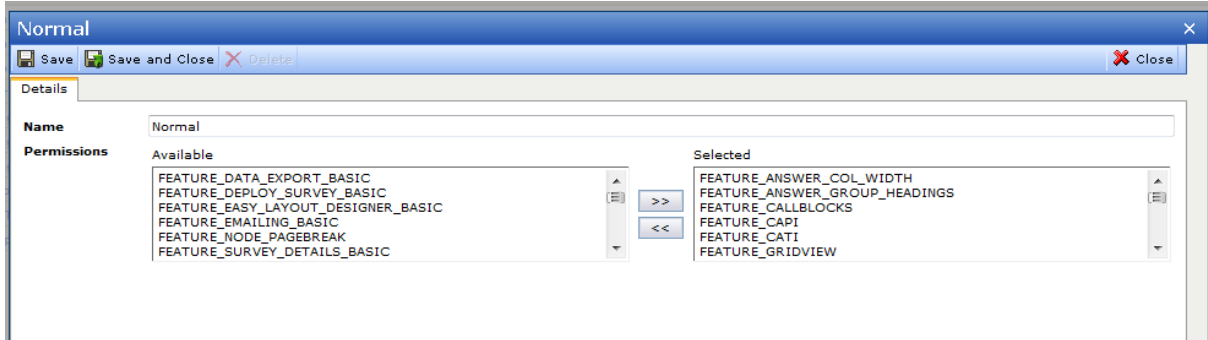 Normal
Save Save and Close Delete Close
Details
Name Normal
Permissions Available Selected
FEATURE_DATA_EXPORT_BASIC
FEATURE_DEPLOY_SURVEY_BASIC
FEATURE_EASY_LAYOUT_DESIGNER_BASIC
FEATURE_EMAILING_BASIC
FEATURE_NODE_PAGEBREAK
FEATURE_SURVEY_DETAILS_BASIC
>>
<<
FEATURE_ANSWER_COL_WIDTH
FEATURE_ANSWER_GROUP_HEADINGS
FEATURE_CALLBLOCKS
FEATURE_CAPI
FEATURE_CATI
FEATURE_GRIDVIEW